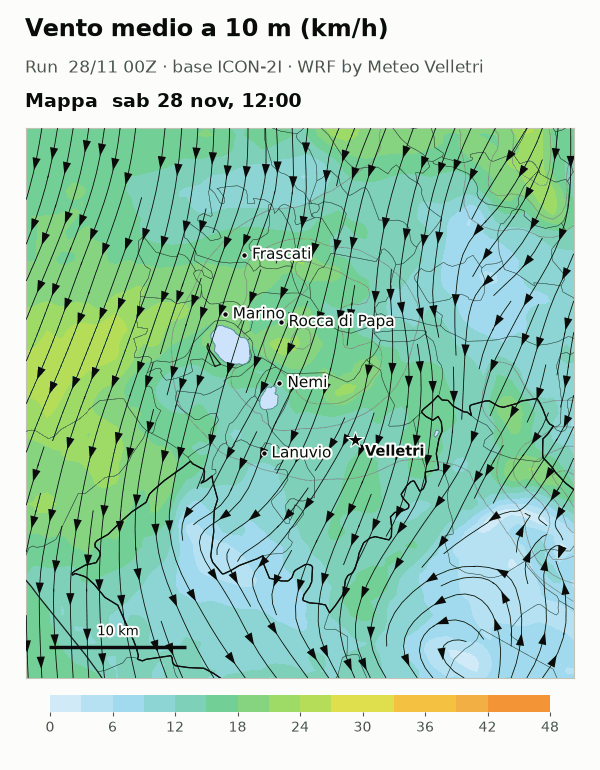 Vento medio a 10 m (km/h)
Run 28/11 00Z · base ICON-2I · WRF by Meteo Velletri
Mappa sab 28 nov, 12:00
Frascati
Marino
Rocca di Papa
Nemi
Velletri
Lanuvio
10 km
0 6 12 18 24 30 36 42 48